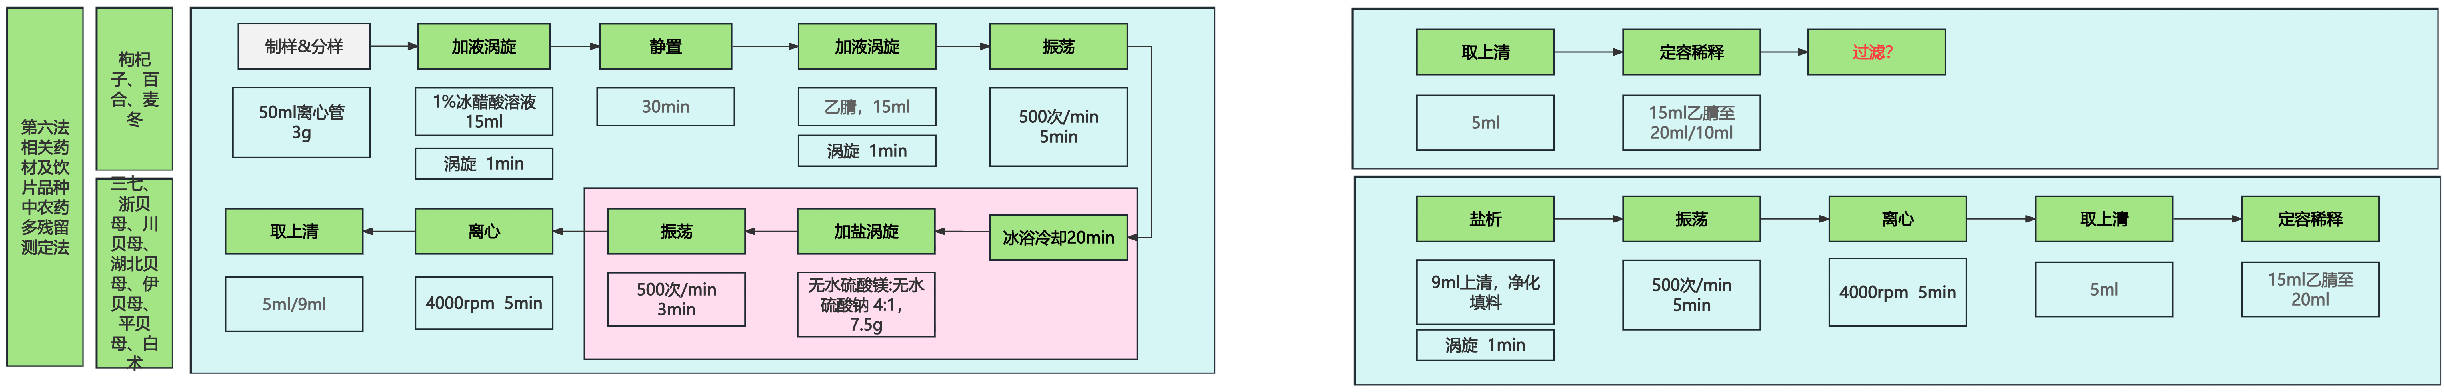 第六法
相关药
材及饮
片品种
中农药
多残留
测定法
枸杞
子、百
合、麦
冬
三七、
浙贝
母、川
贝母、
湖北贝
母、伊
贝母、
平贝
母、白
术
制样&分样
50ml离心管
3g
加液涡旋
1%冰醋酸溶液
15ml
涡旋 1min
静置
30min
加液涡旋
乙腈，15ml
涡旋 1min
振荡
500次/min
5min
冰浴冷却20min
加盐涡旋
无水硫酸镁:无水
硫酸钠 4:1，
7.5g
振荡
500次/min
3min
离心
4000rpm 5min
取上清
5ml/9ml
取上清
5ml
定容稀释
15ml乙腈至
20ml/10ml
过滤？
盐析
9ml上清，净化
填料
涡旋 1min
振荡
500次/min
5min
离心
4000rpm 5min
取上清
5ml
定容稀释
15ml乙腈至
20ml